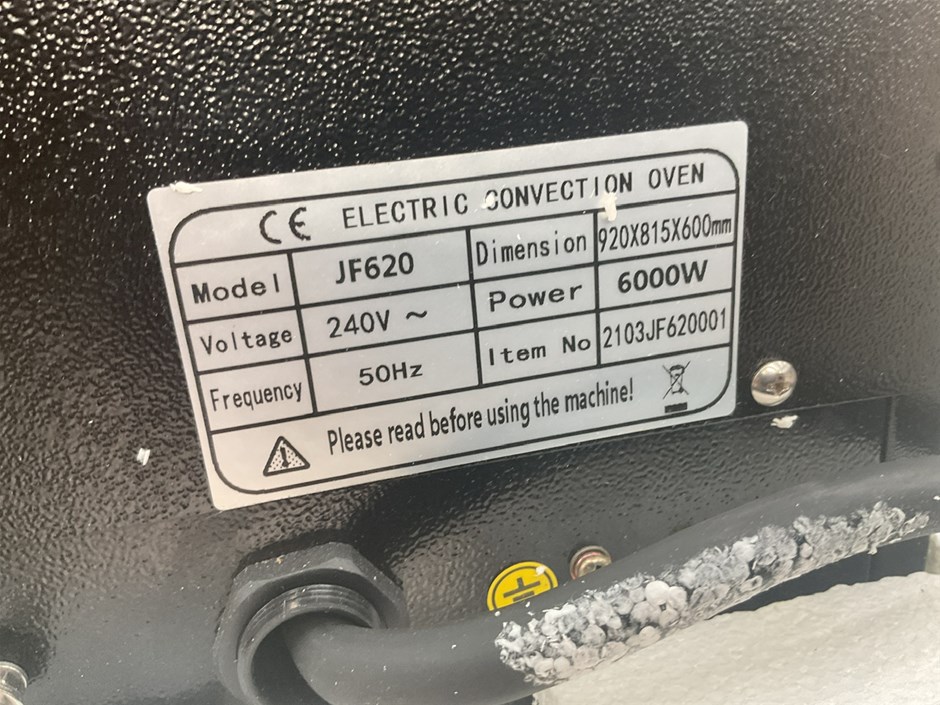 CE ELECTRIC CONVECTION OVEN
Model JF620 Dimension 920X815X600mm
Voltage 240V ~ Power 6000W
Frequency 50Hz Item No 2103JF620001
Please read before using the machine!